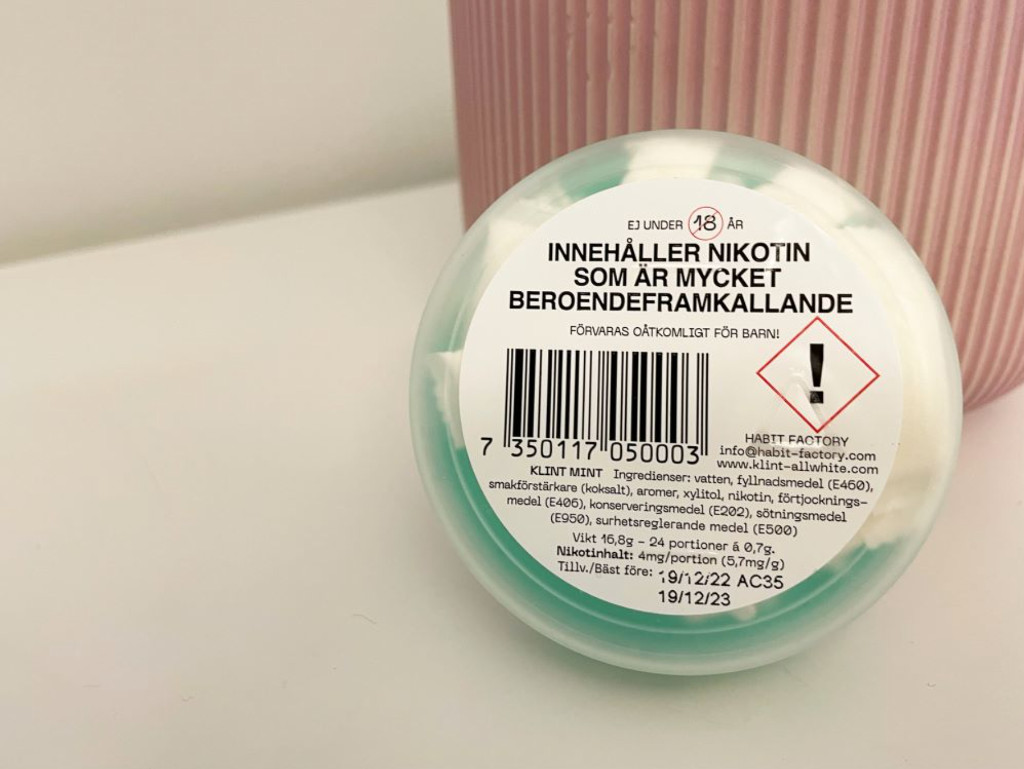 EJ UNDER 18 ÅR
INNEHÅLLER NIKOTIN
SOM ÄR MYCKET
BEROENDEFRAMKALLANDE
FÖRVARAS OÅTKOMLIGT FÖR BARN!
!
7 350117 050003
HABIT FACTORY
info@habit-factory.com
www.klint-allwhite.com
KLINT MINT Ingredienser: vatten, fyllnadsmedel (E460),
smakförstärkare (koksalt), aromer, xylitol, nikotin, förtjocknings-
medel (E406), konserveringsmedel (E202), sötningsmedel
(E950), surhetsreglerande medel (E500)
Vikt 16,8g - 24 portioner á 0,7g.
Nikotinhalt: 4mg/portion (5,7mg/g)
Tillv./Bäst före: 19/12/22 AC35
19/12/23